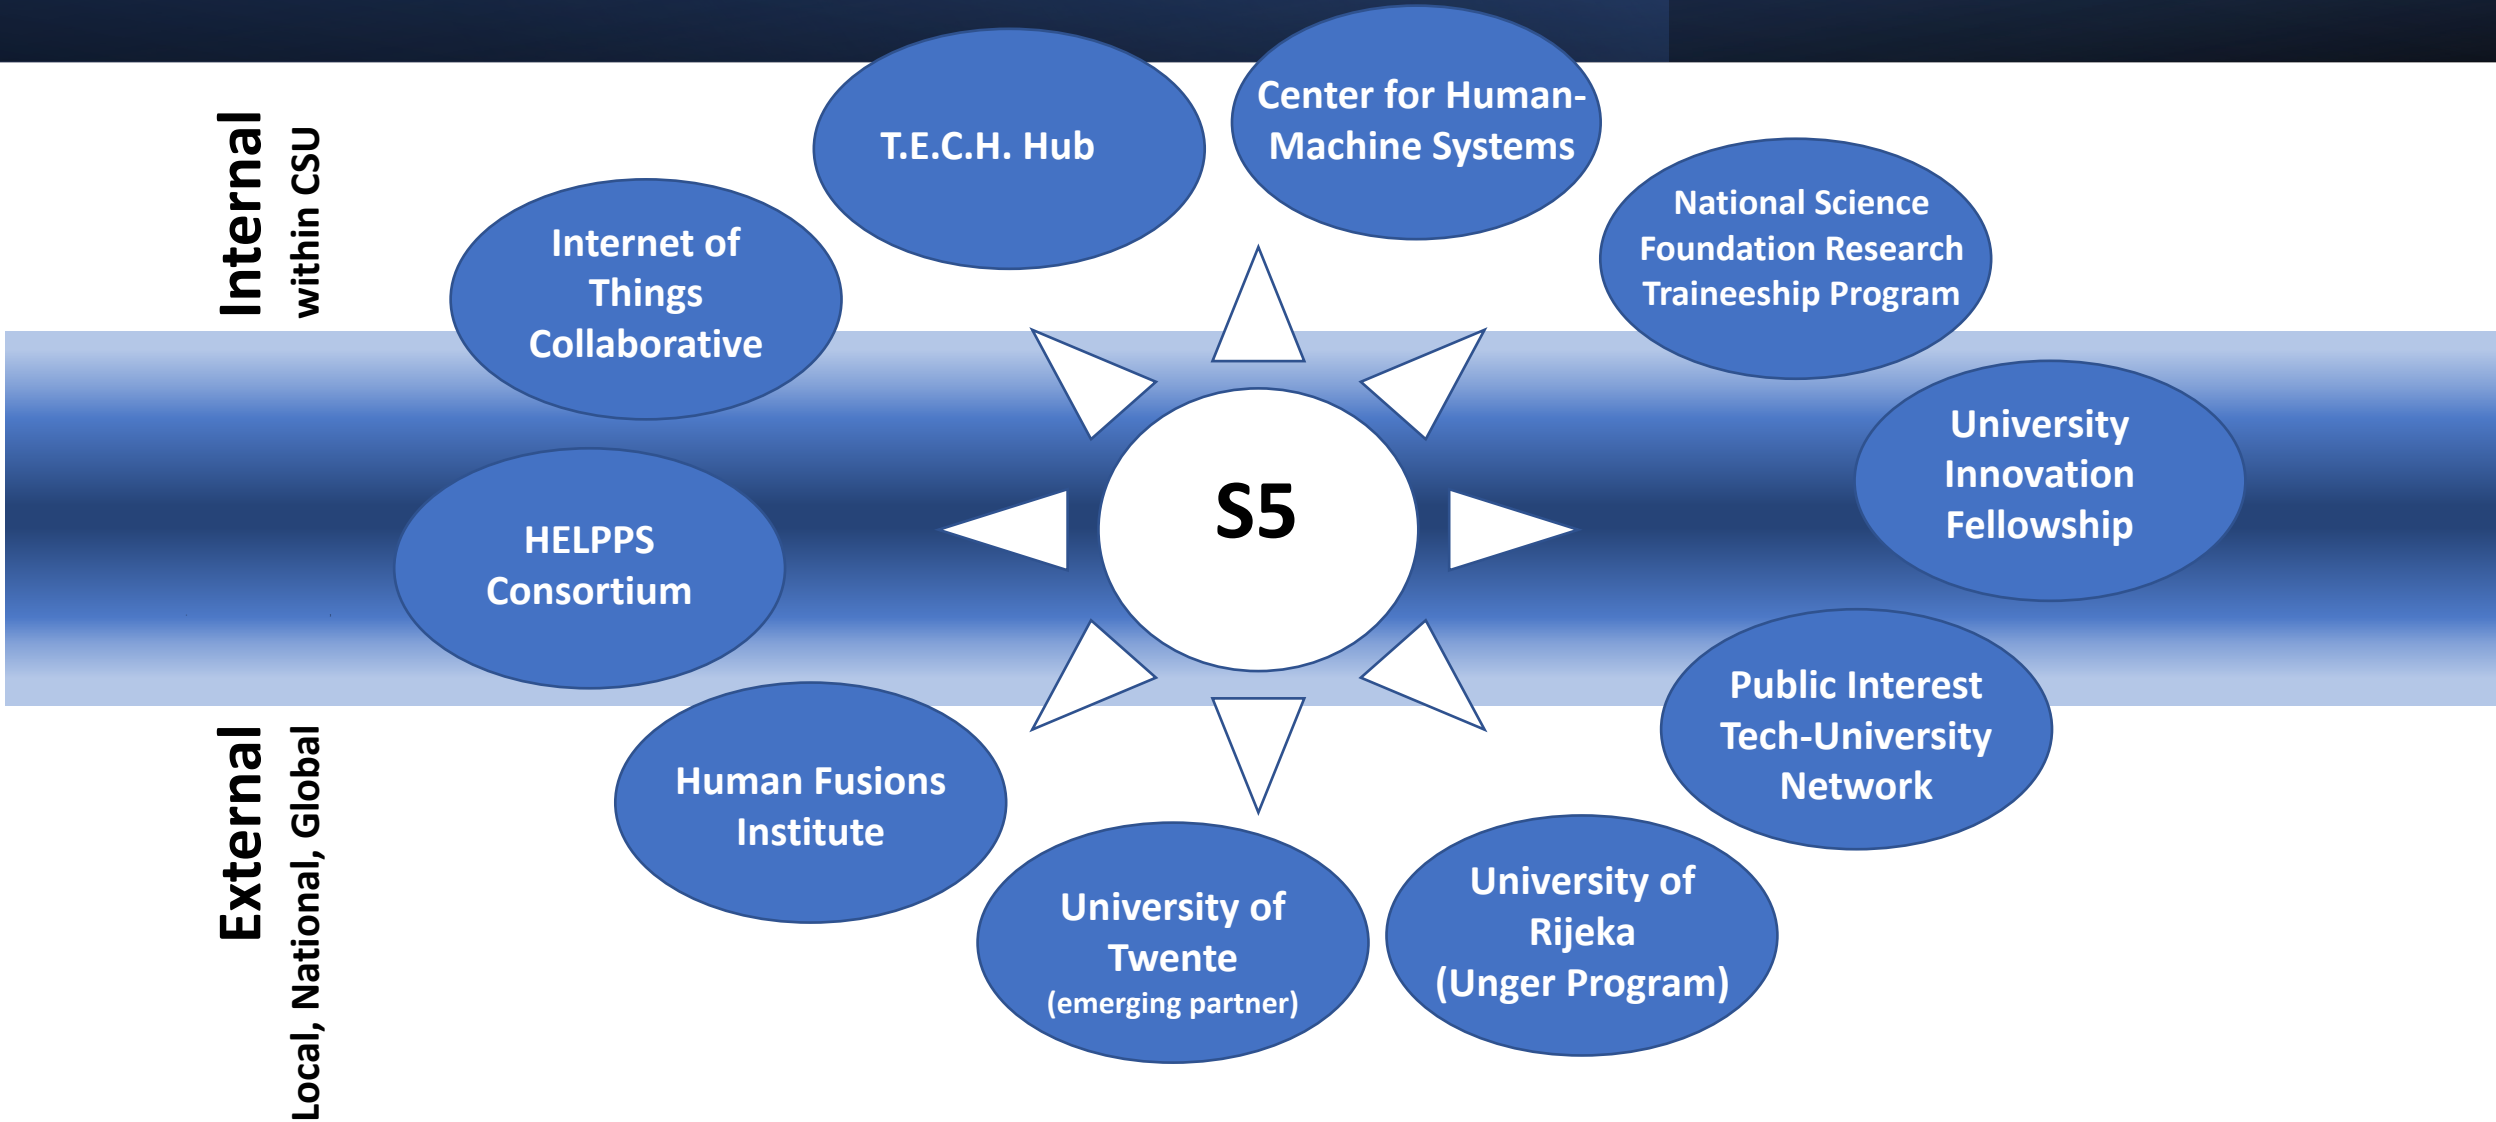 Internal
within CSU
T.E.C.H. Hub
Center for Human-
Machine Systems
Internet of
Things
Collaborative
National Science
Foundation Research
Traineeship Program
HELPPS
Consortium
S5
University
Innovation
Fellowship
External
Local, National, Global
Human Fusions
Institute
University of
Twente
(emerging partner)
University of
Rijeka
(Unger Program)
Public Interest
Tech-University
Network